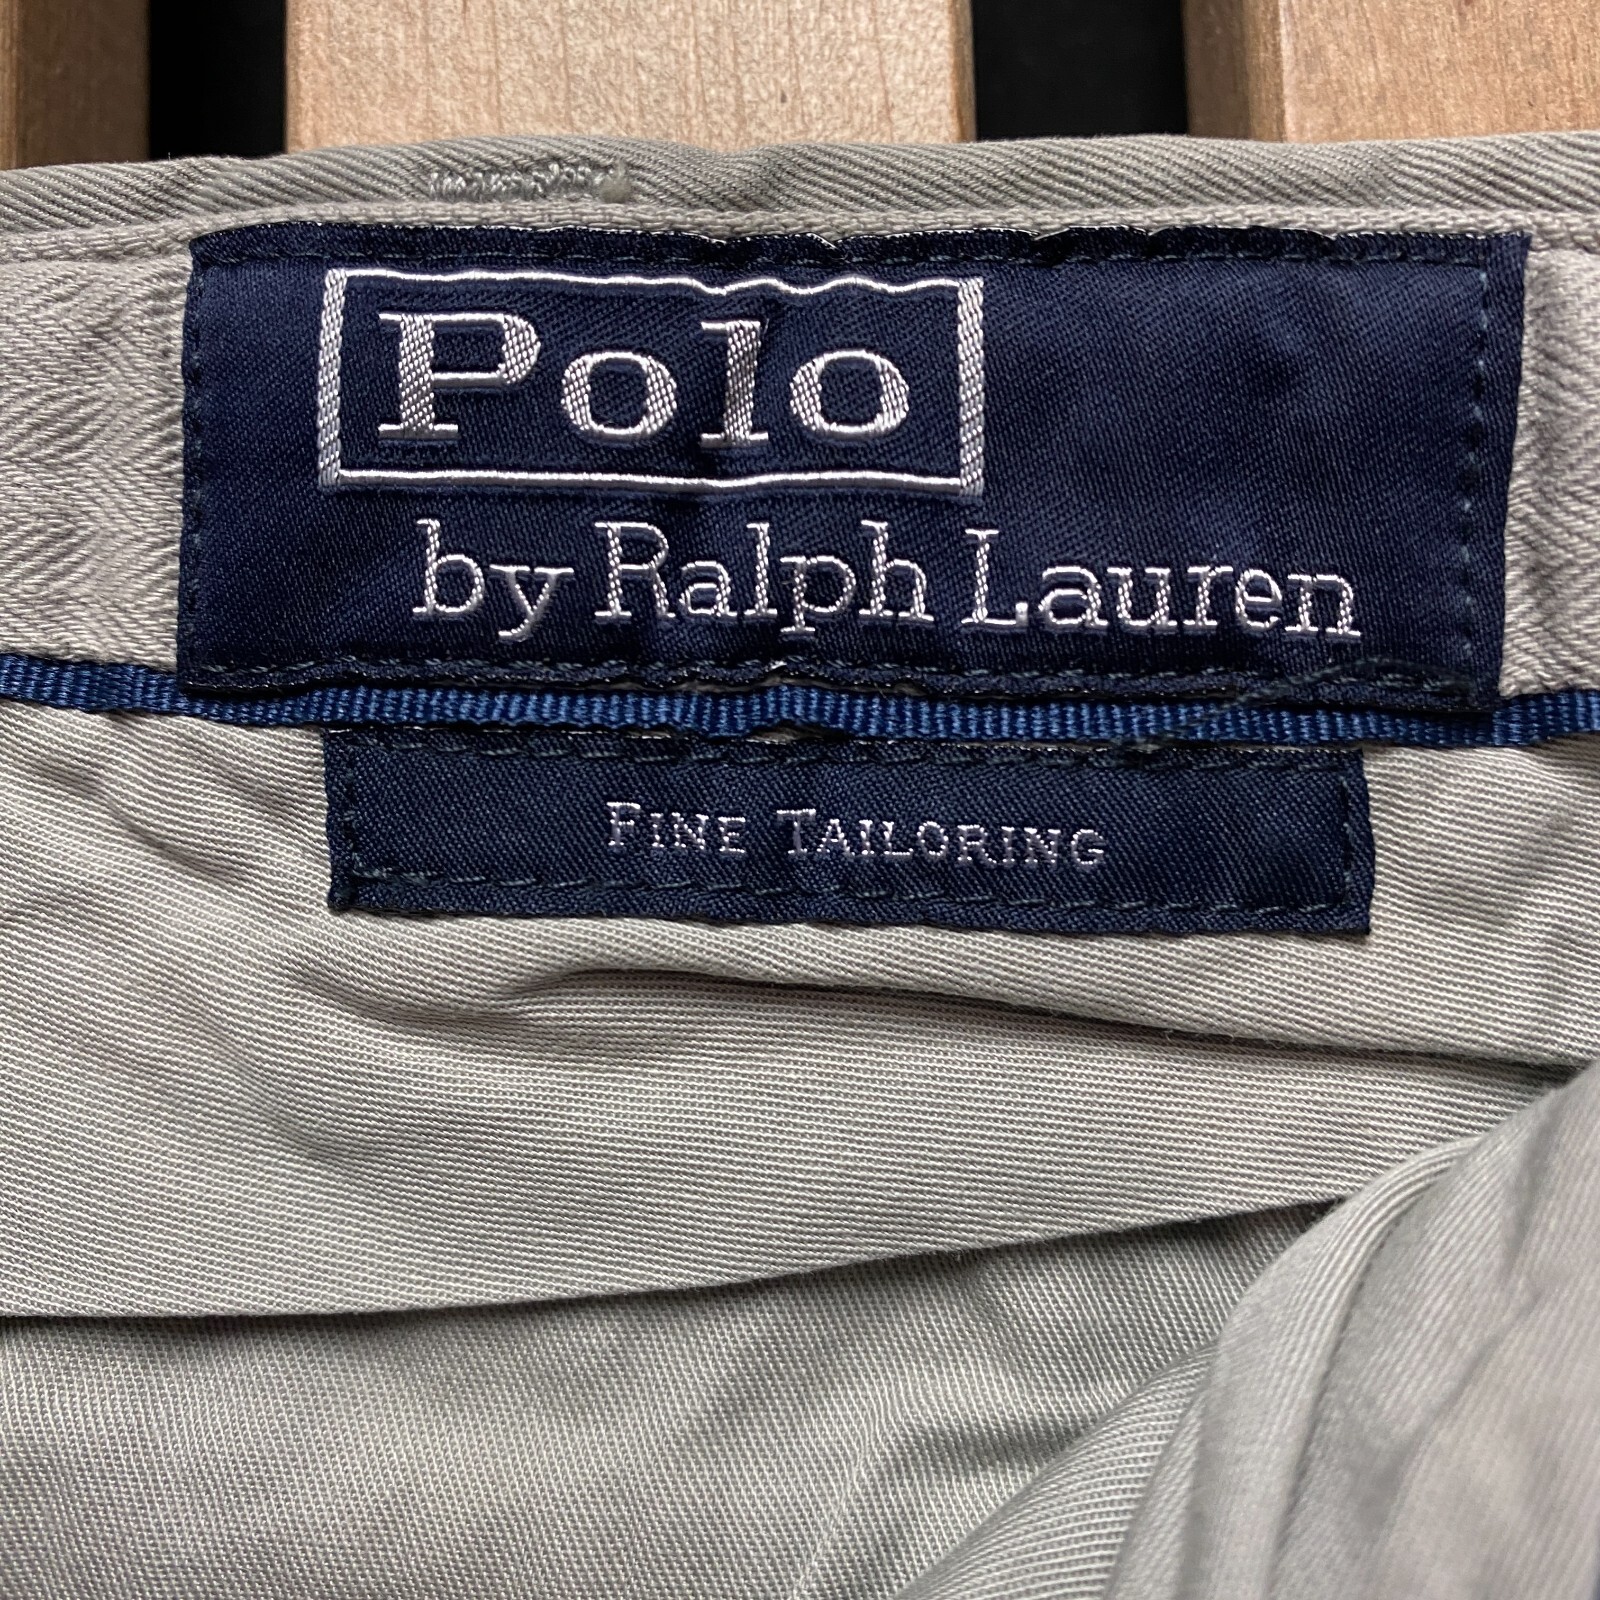 Polo
by Ralph Lauren
FINE TAILORING